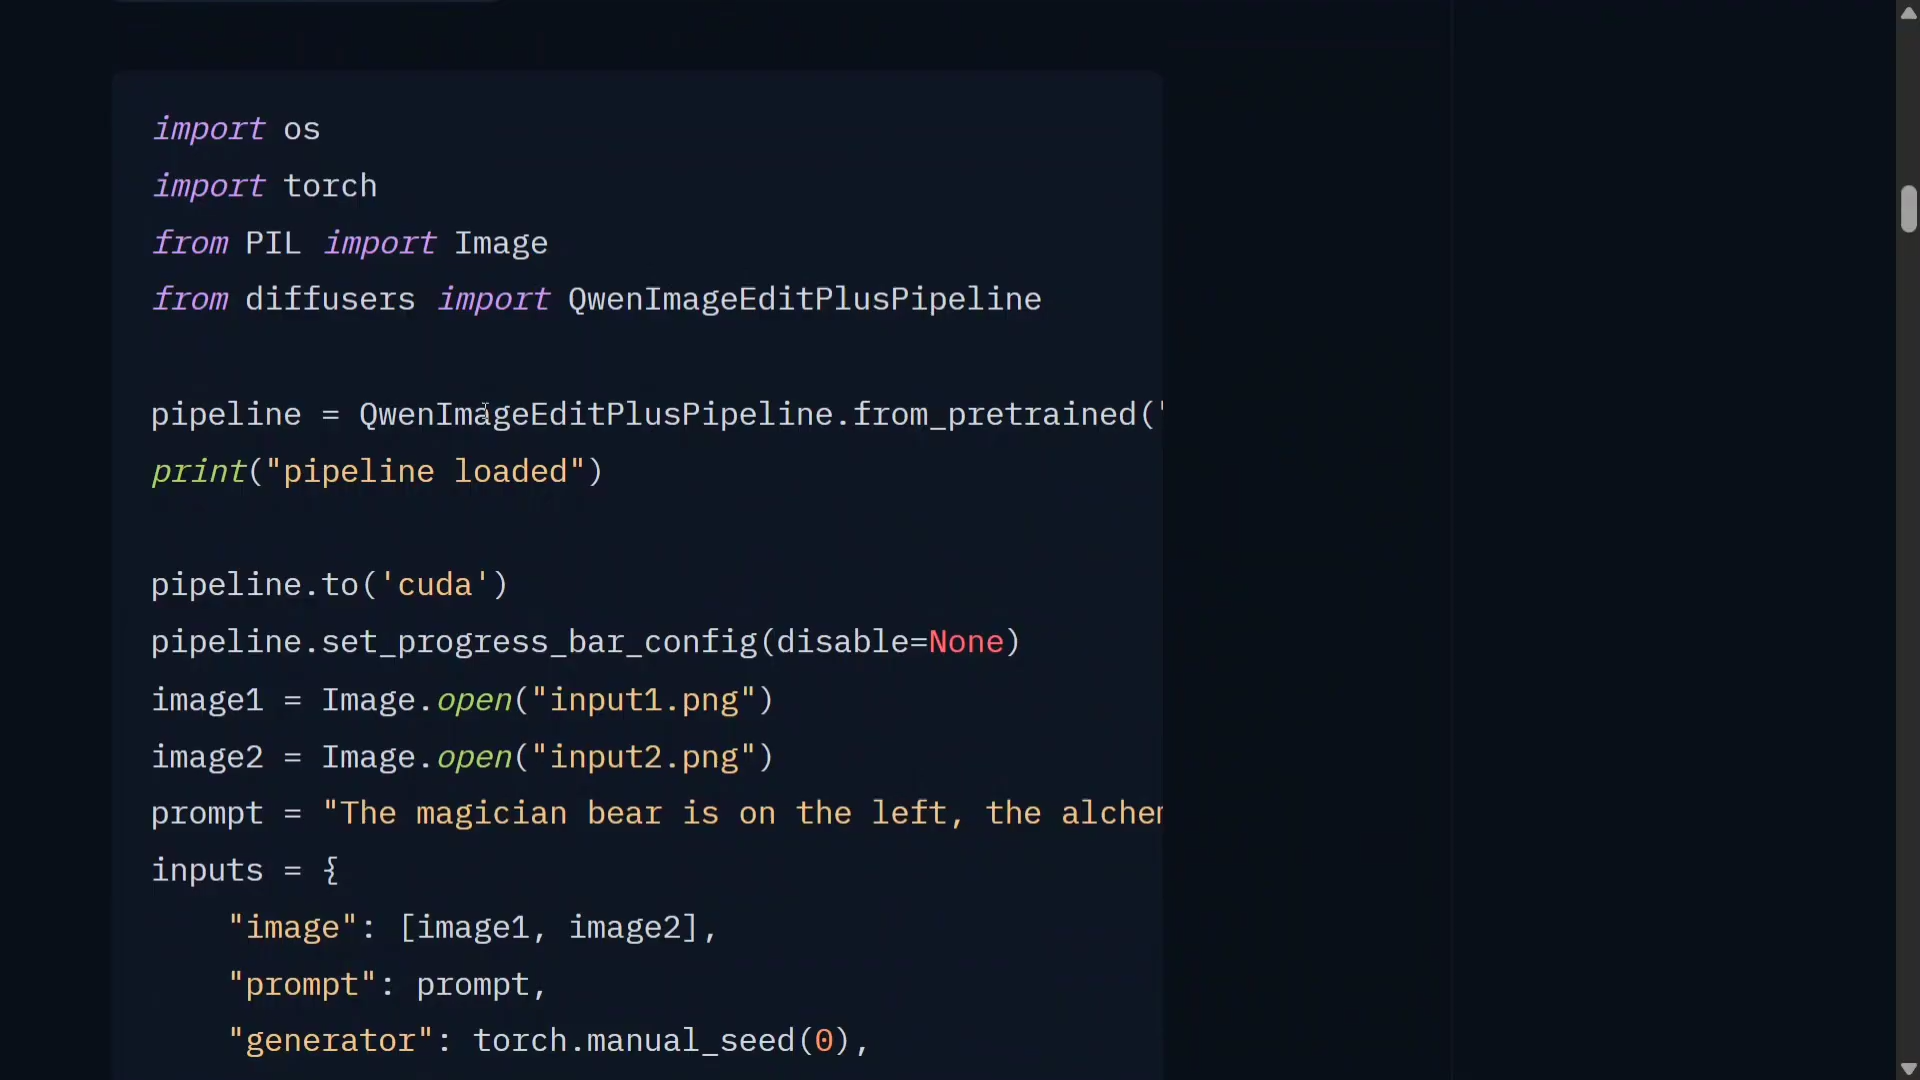 import os
import torch
from PIL import Image
from diffusers import QwenImageEditPlusPipeline

pipeline = QwenImageEditPlusPipeline.from_pretrained(
print("pipeline loaded")

pipeline.to('cuda')
pipeline.set_progress_bar_config(disable=None)
image1 = Image.open("input1.png")
image2 = Image.open("input2.png")
prompt = "The magician bear is on the left, the
inputs = {
    "image": [image1, image2],
    "prompt": prompt,
    "generator": torch.manual_seed(0),